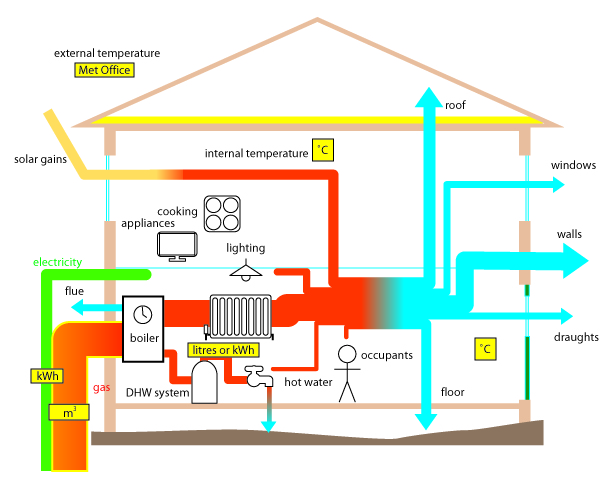 external temperature
Met Office
roof
solar gains
internal temperature
˚C
windows
cooking
appliances
walls
lighting
electricity
flue
boiler
litres or kWh
˚C
draughts
occupants
kWh
gas
DHW system
hot water
floor
m³